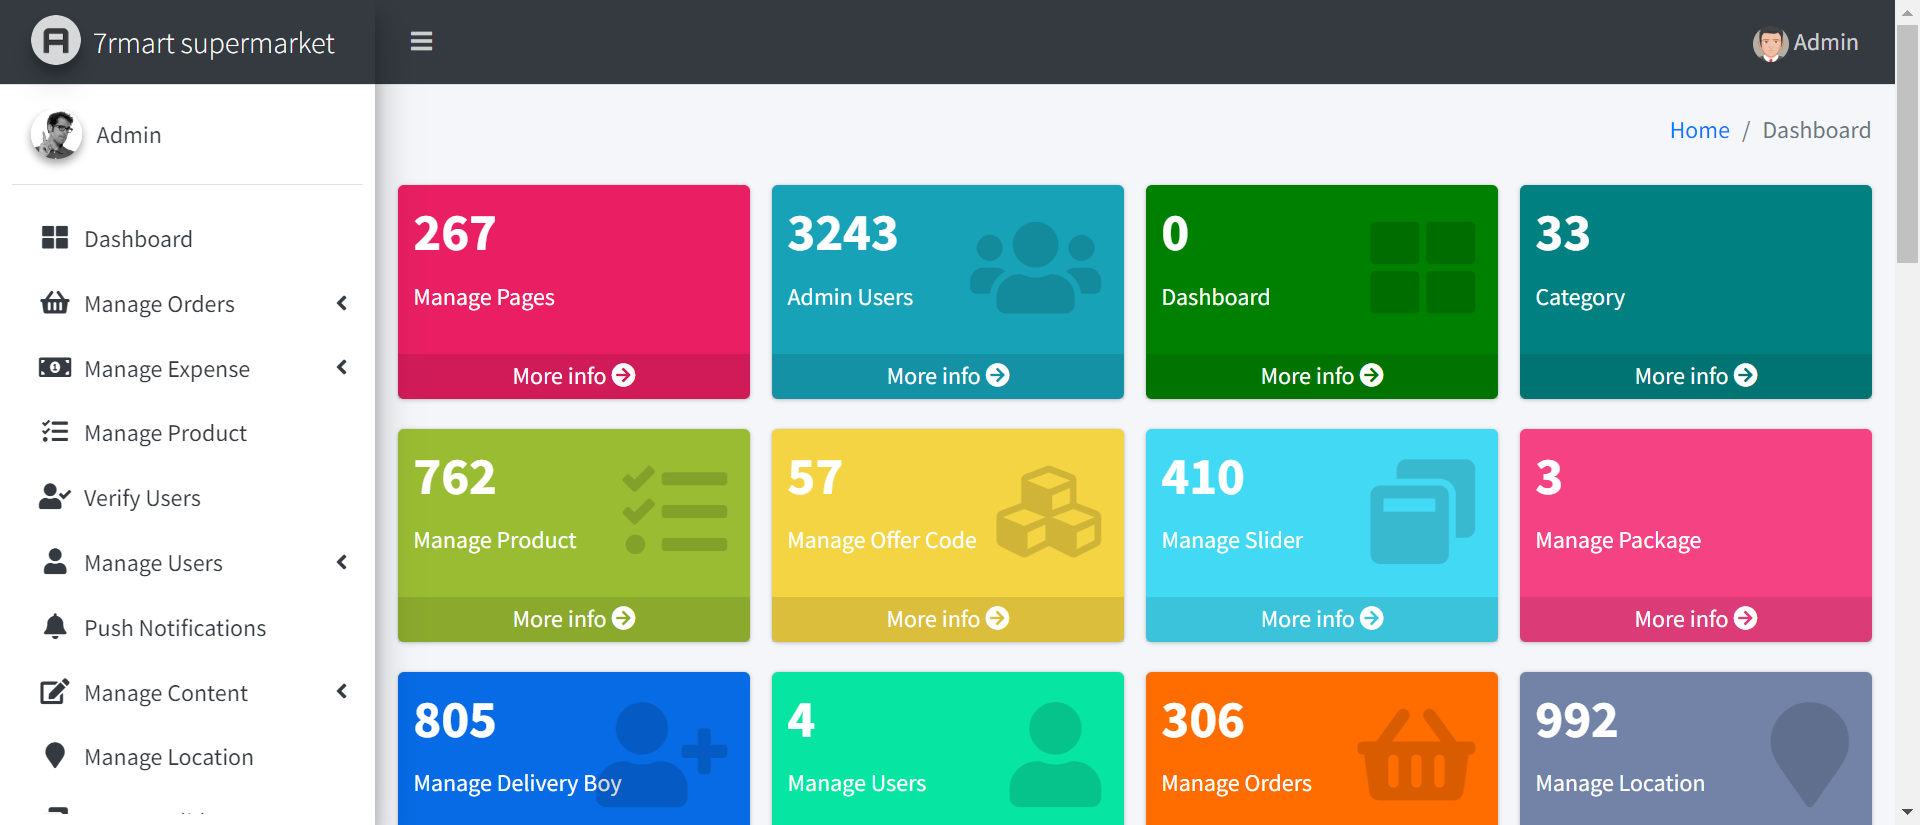 7rmart supermarket
Admin
Admin
Dashboard
Manage Orders
Manage Expense
Manage Product
Verify Users
Manage Users
Push Notifications
Manage Content
Manage Location
Home / Dashboard
267
Manage Pages
More info
3243
Admin Users
More info
0
Dashboard
More info
33
Category
More info
762
Manage Product
More info
57
Manage Offer Code
More info
410
Manage Slider
More info
3
Manage Package
More info
805
Manage Delivery Boy
4
Manage Users
306
Manage Orders
992
Manage Location